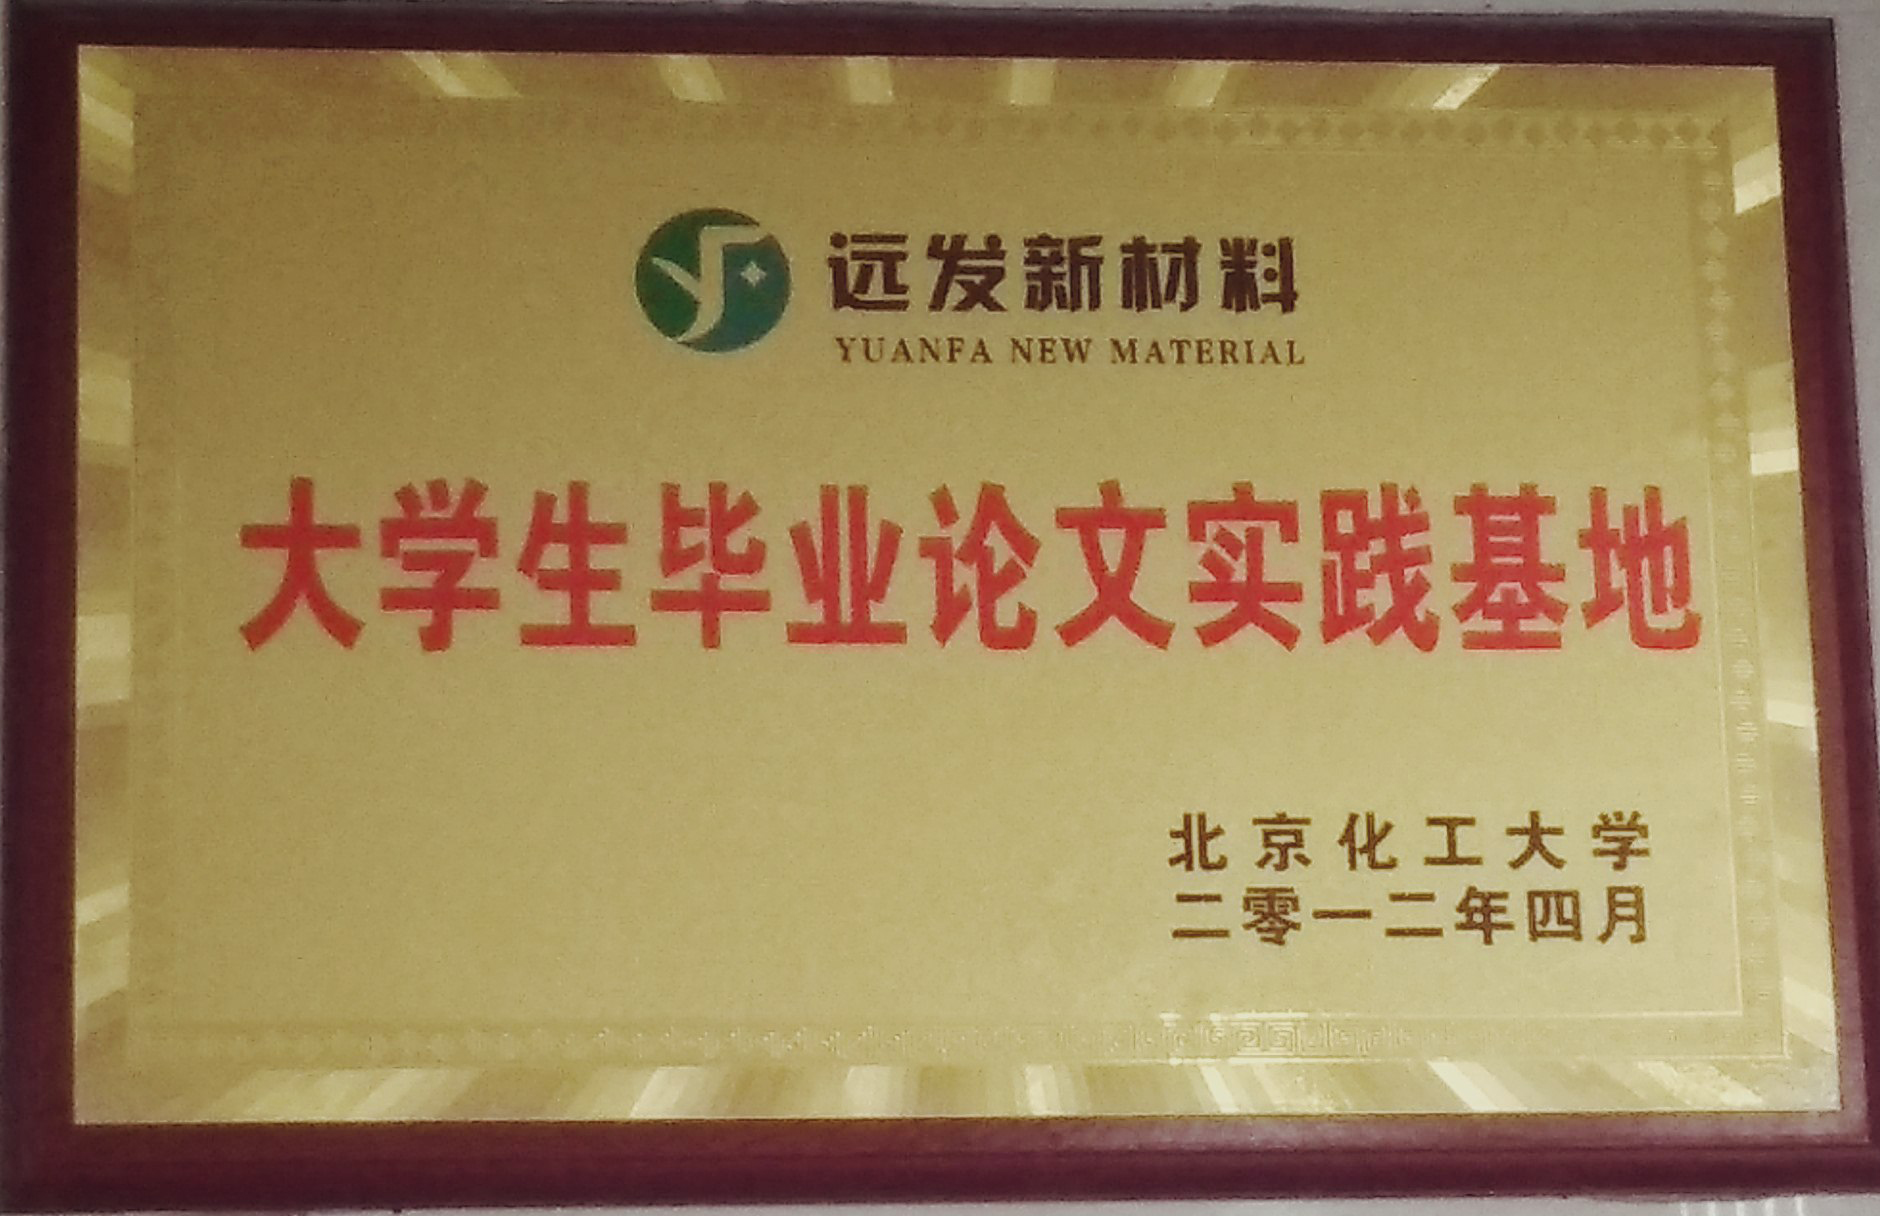 远发新材料
YUANFA NEW MATERIAL
大学生毕业论文实践基地
北京化工大学
二零一二年四月